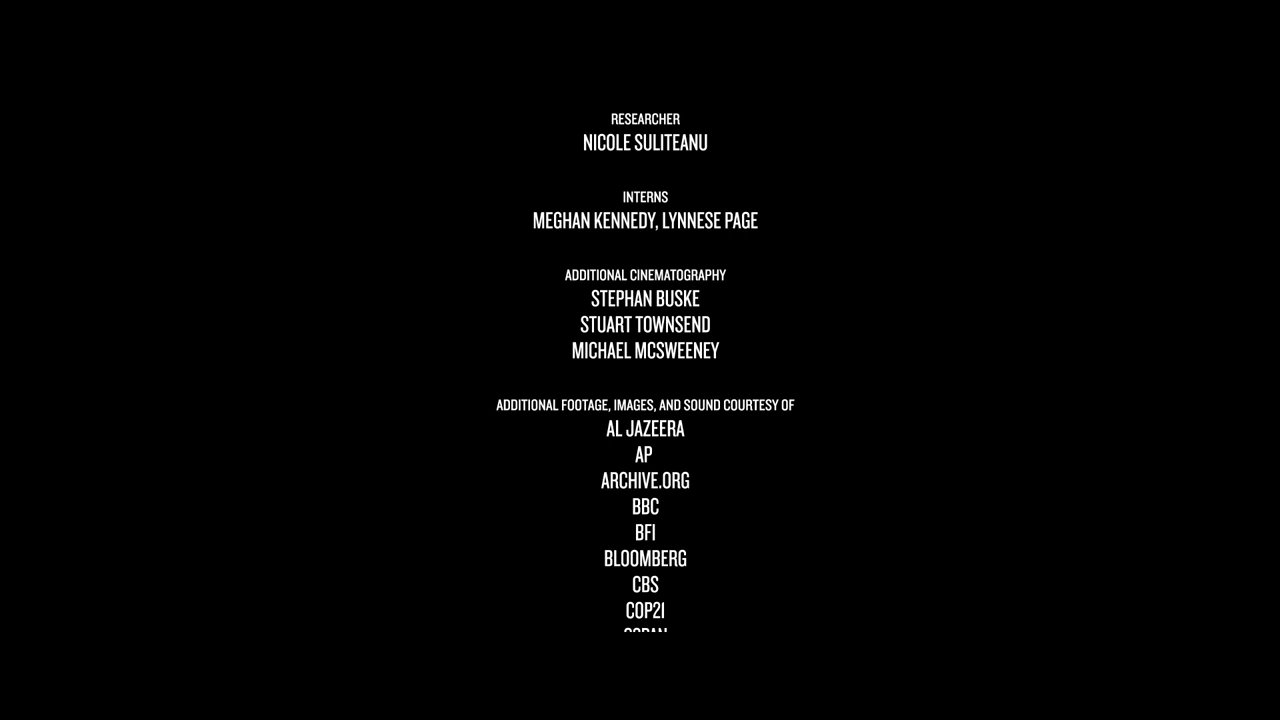 RESEARCHER
NICOLE SULITEANU
INTERNS
MEGHAN KENNEDY, LYNNESE PAGE
ADDITIONAL CINEMATOGRAPHY
STEPHAN BUSKE
STUART TOWNSEND
MICHAEL MCSWEENEY
ADDITIONAL FOOTAGE, IMAGES, AND SOUND COURTESY OF
AL JAZEERA
AP
ARCHIVE.ORG
BBC
BFI
BLOOMBERG
CBS
COP21